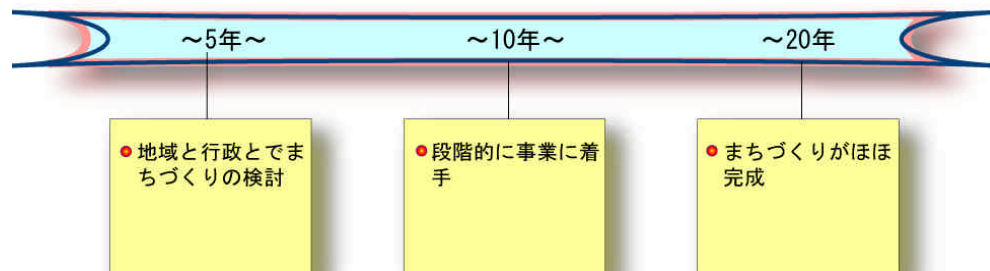 ～5年～
～10年～
～20年
地域と行政とでま
ちづくりの検討
段階的に事業に着
手
まちづくりがほほ
完成